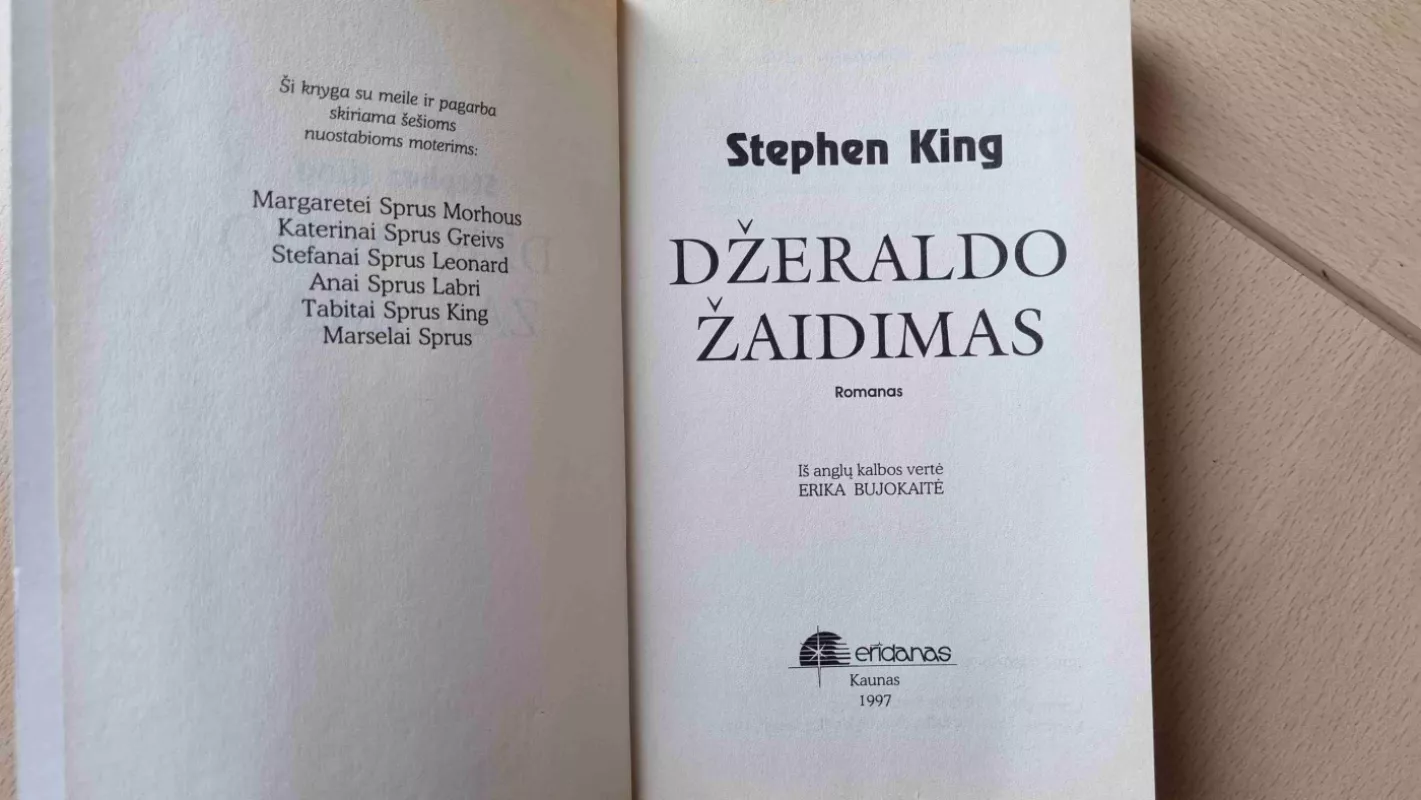 Ši knyga su meile ir pagarba
skiriama šešioms
nuostabioms moterims:
Margaretei Sprus Morhous
Katerinai Sprus Greivs
Stefanai Sprus Leonard
Anai Sprus Labri
Tabitai Sprus King
Marselai Sprus
Stephen King
DŽERALDO
ŽAIDIMAS
Romanas
Iš anglų kalbos vertė
ERIKA BUJOKAITĖ
eridanas
Kaunas
1997